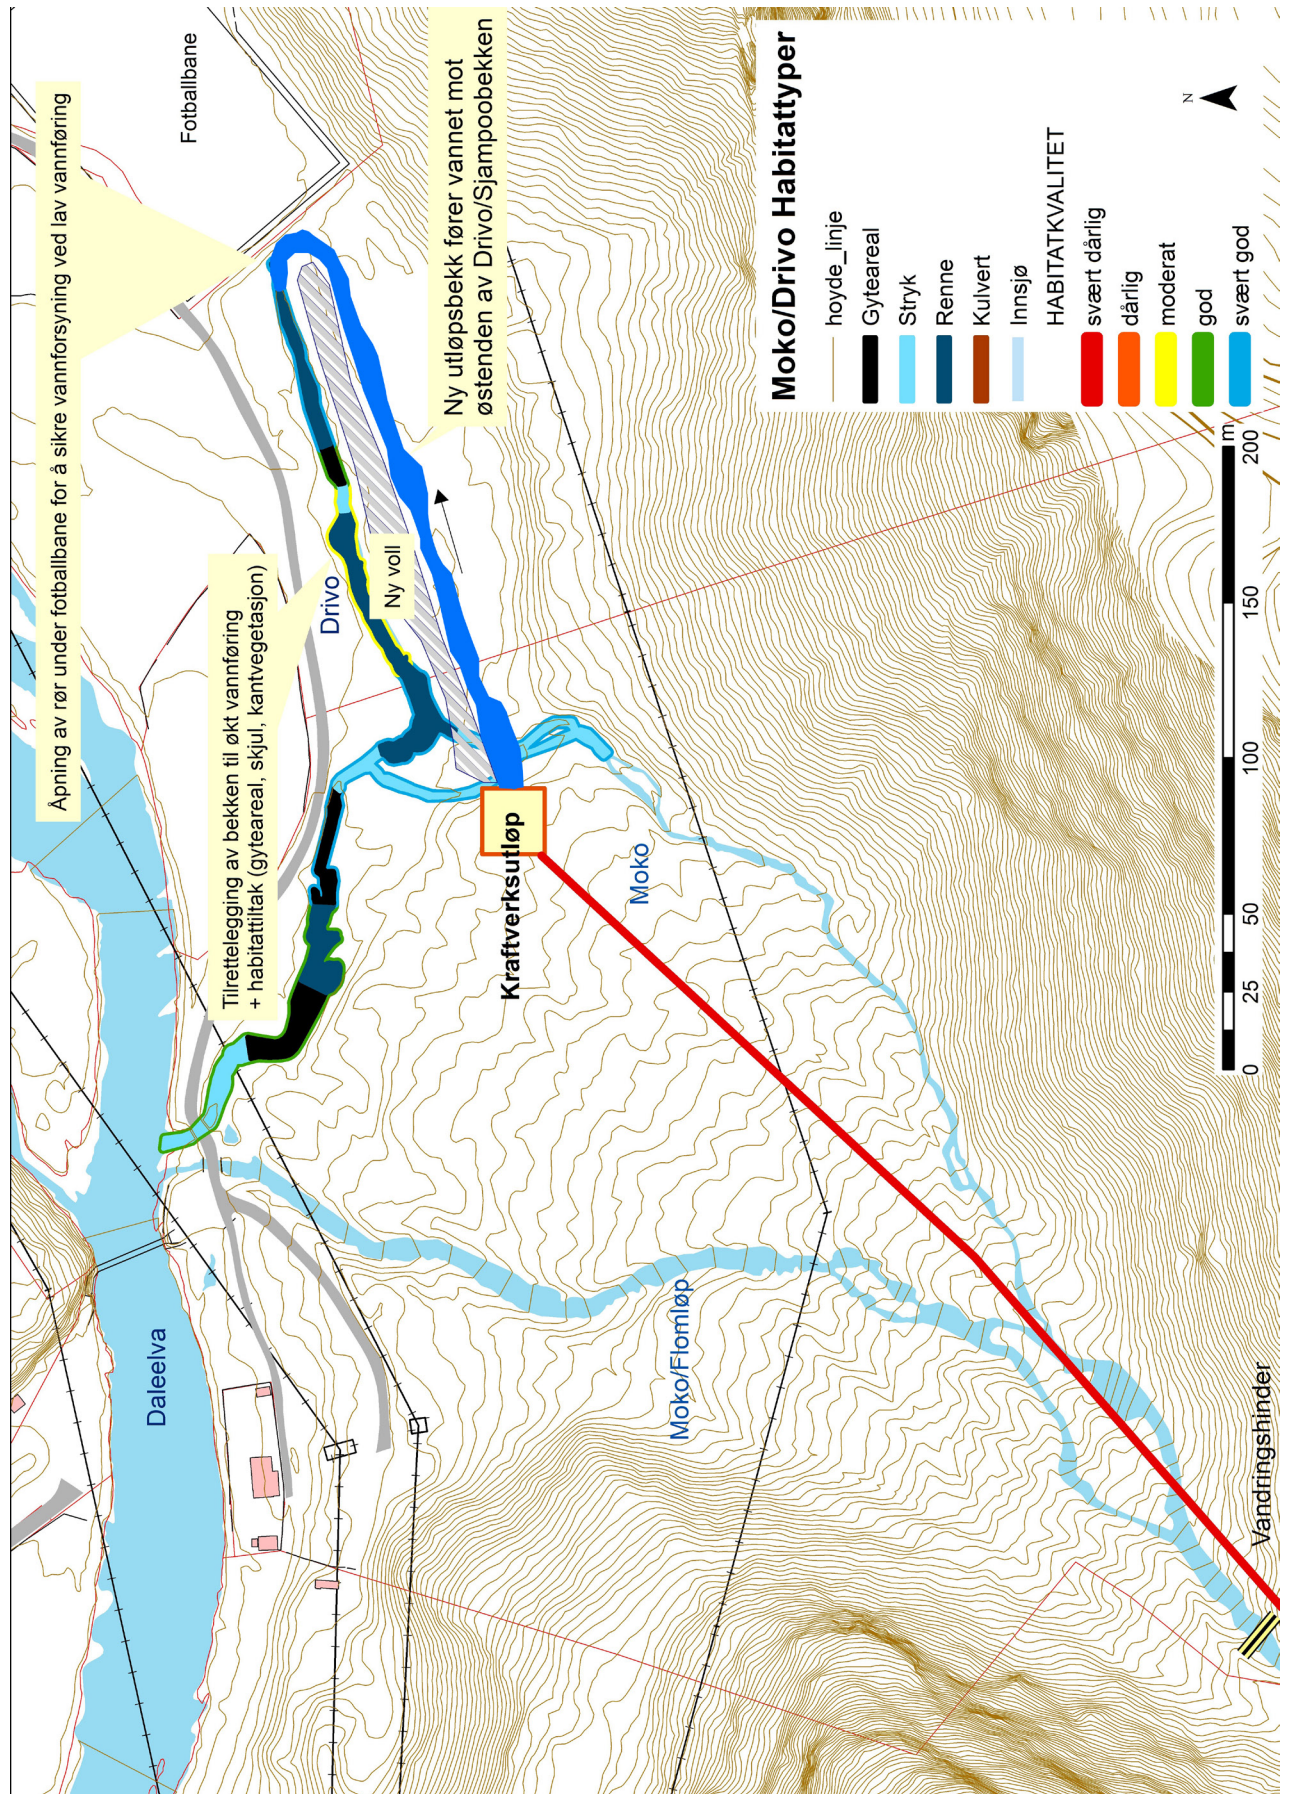 Åpning av rør under fotballbane for å sikre vannforsyning ved lav vannføring
Fotballbane
Daleelva
Tilrettelegging av bekken til økt vannføring
+ habitattiltak (gyteareal, skjul, kantvegetasjon)
Drivo
Ny voll
Ny utløpsbekk fører vannet mot
østenden av Drivo/Sjampoobekken
Kraftverksutløp
Moko
Moko/Flomløp
Vandringshinder
Moko/Drivo Habitattyper
hoyde_linje
Gyteareal
Stryk
Renne
Kulvert
Innsjø
HABITATKVALITET
svært dårlig
dårlig
moderat
god
svært god
N
0 25 50 100 150 200
m